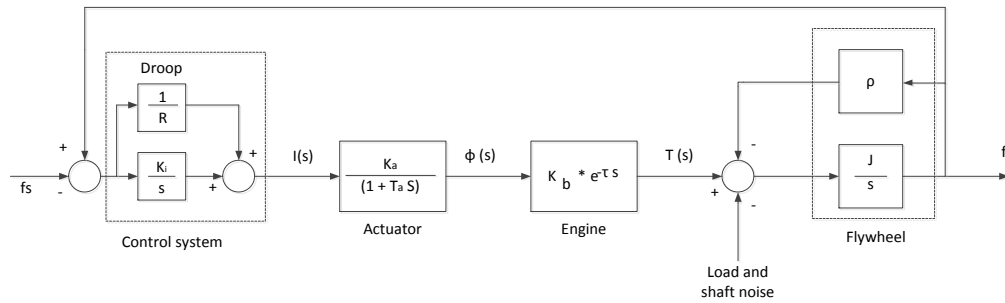 Droop
1
R
Ki
s
+
-
fs
+
+
Control system
I(s)
Ka
(1 + Ta S)
Actuator
ϕ (s)
K b * e-τ s
Engine
T (s)
+
-
-
Load and
shaft noise
ρ
J
s
Flywheel
f